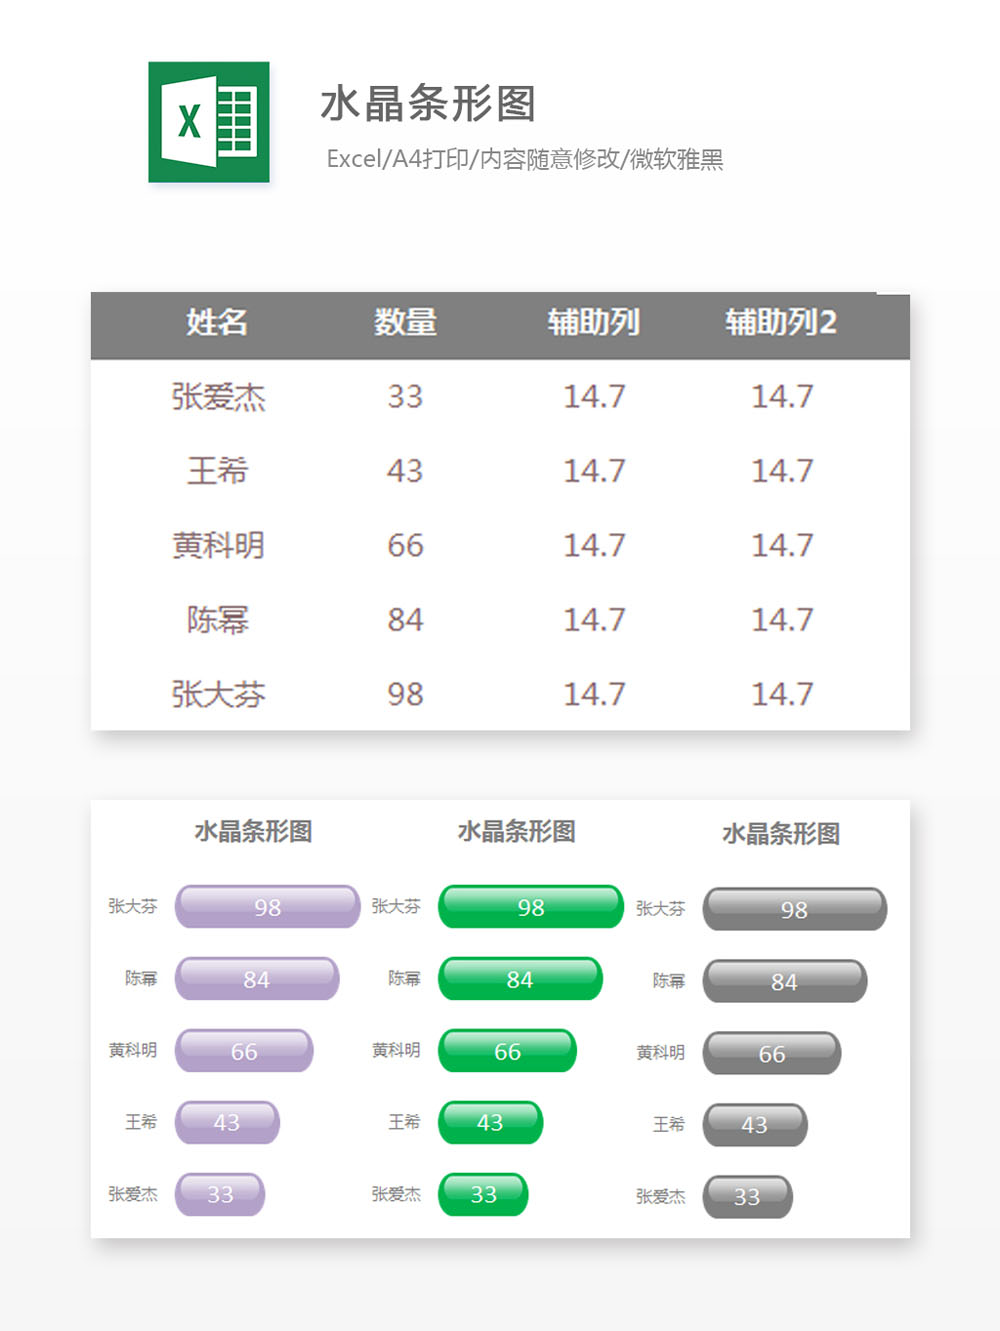 X
水晶条形图
Excel/A4打印/内容随意修改/微软雅黑
姓名 数量 辅助列 辅助列2
张爱杰 33 14.7 14.7
王希 43 14.7 14.7
黄科明 66 14.7 14.7
陈幂 84 14.7 14.7
张大芬 98 14.7 14.7
水晶条形图 水晶条形图 水晶条形图
张大芬 98 张大芬 98 张大芬 98
陈幂 84 陈幂 84 陈幂 84
黄科明 66 黄科明 66 黄科明 66
王希 43 王希 43 王希 43
张爱杰 33 张爱杰 33 张爱杰 33